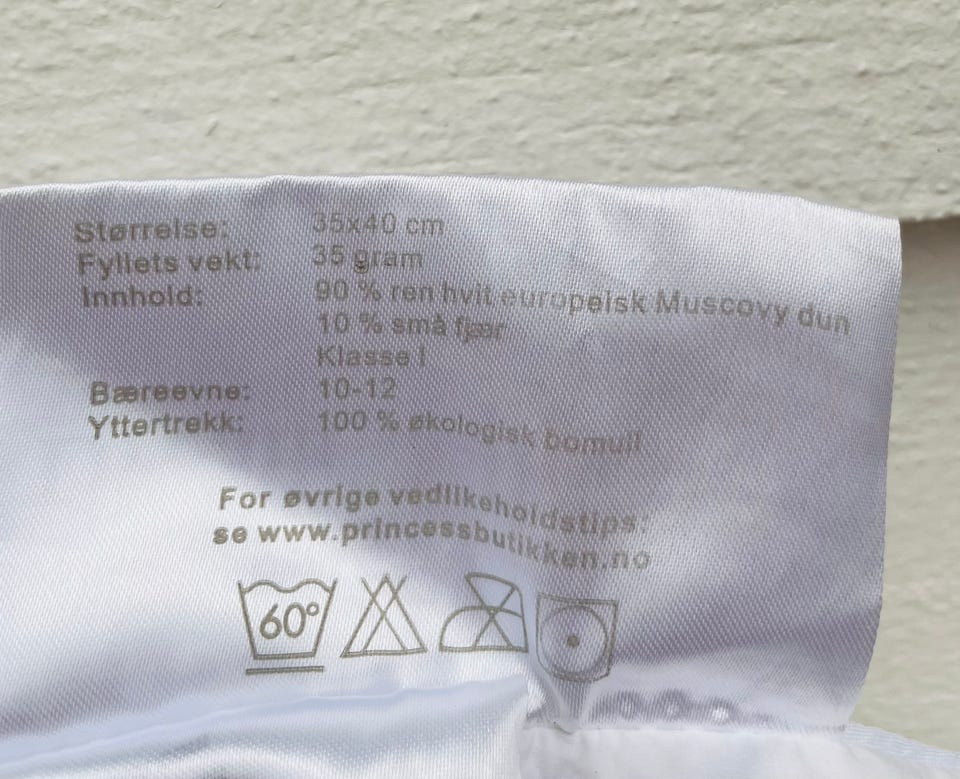 Størrelse: 35x40 cm
Fyllets vekt: 35 gram
Innhold: 90 % ren hvit europeisk Muscovy dun
10 % små fjær
Klasse I
Bæreevne: 10-12
Yttertrekk: 100 % økologisk bomull
For øvrige vedlikeholdstips:
se www.princessbutikken.no
60°